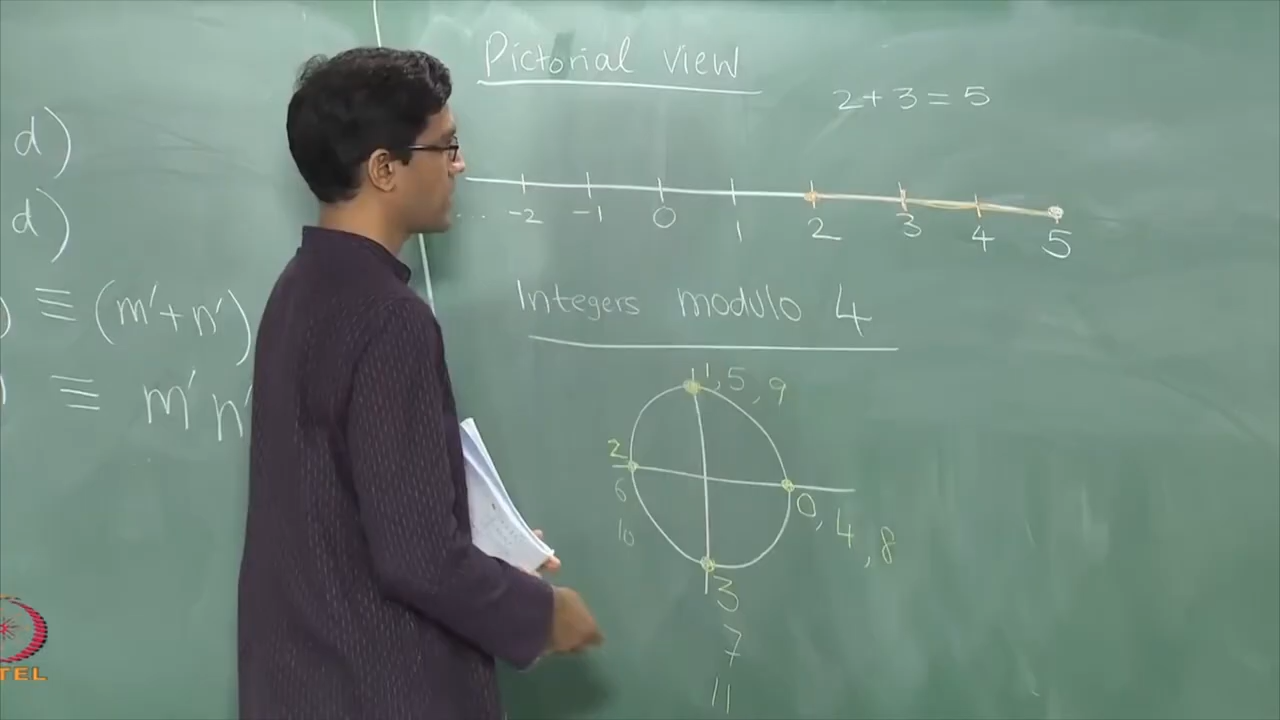 d)
d)
) ≡ (m'+n')
) ≡ m' n'
Pictorial view
2+3=5
... -2 -1 0 1 2 3 4 5
Integers modulo 4
1, 5, 9
2
6
10
0, 4, 8
3
7
11
TEL